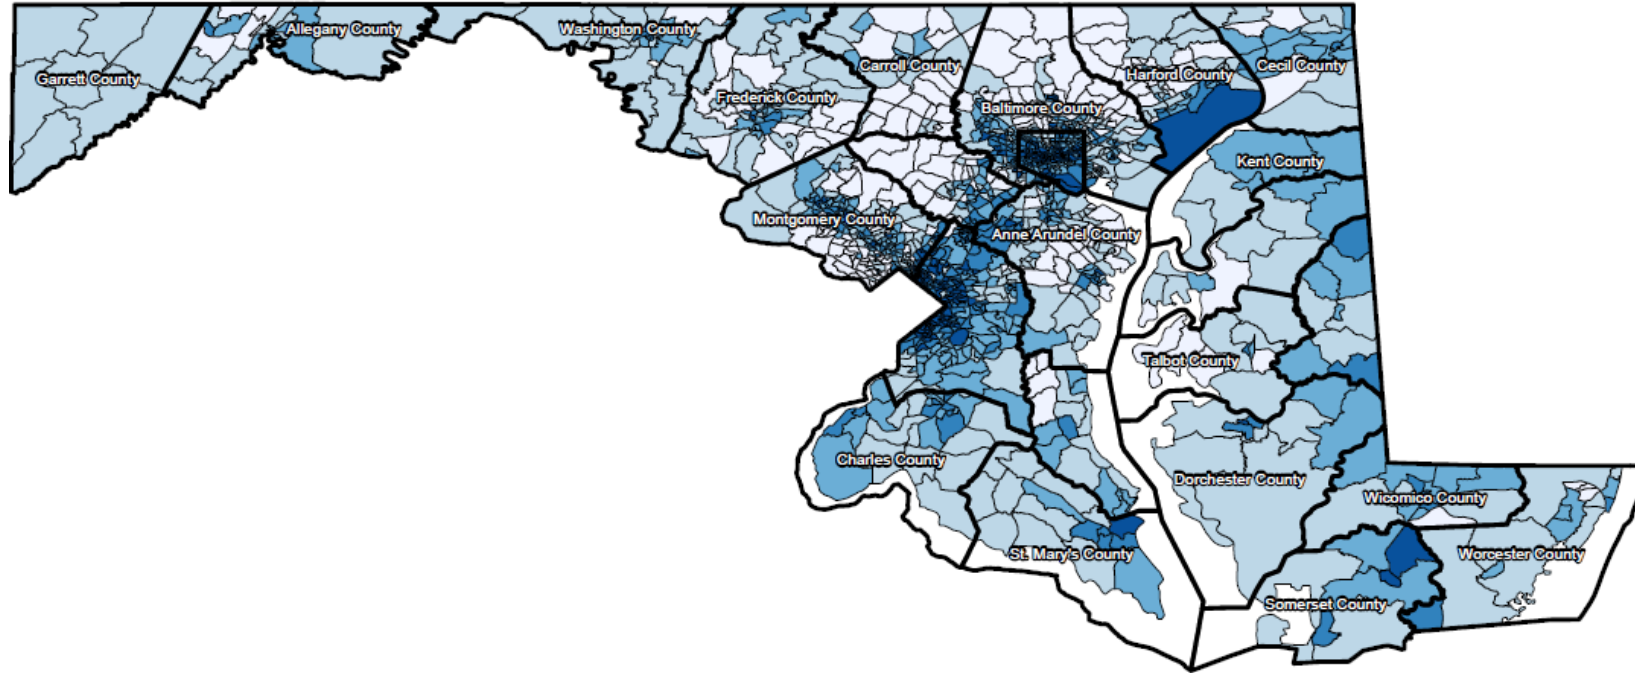 Allegany County
Washington County
Garrett County
Carroll County
Cecil County
Harford County
Frederick County
Baltimore County
Kent County
Montgomery County
Anne Arundel County
Talbot County
Charles County
Dorchester County
Wicomico County
St. Mary's County
Worcester County
Somerset County